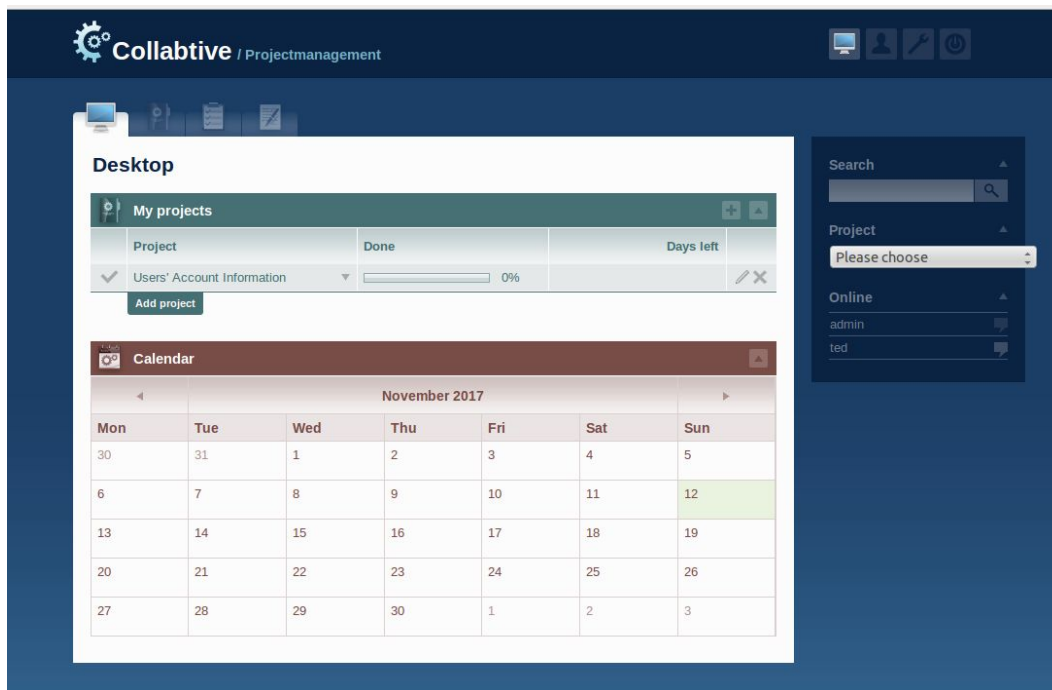 Collabtive / Projectmanagement
Desktop
My projects
Project Done Days left
Users' Account Information 0%
Add project
Calendar
November 2017
Mon Tue Wed Thu Fri Sat Sun
30 31 1 2 3 4 5
6 7 8 9 10 11 12
13 14 15 16 17 18 19
20 21 22 23 24 25 26
27 28 29 30 1 2 3
Search
Project
Please choose
Online
admin
ted